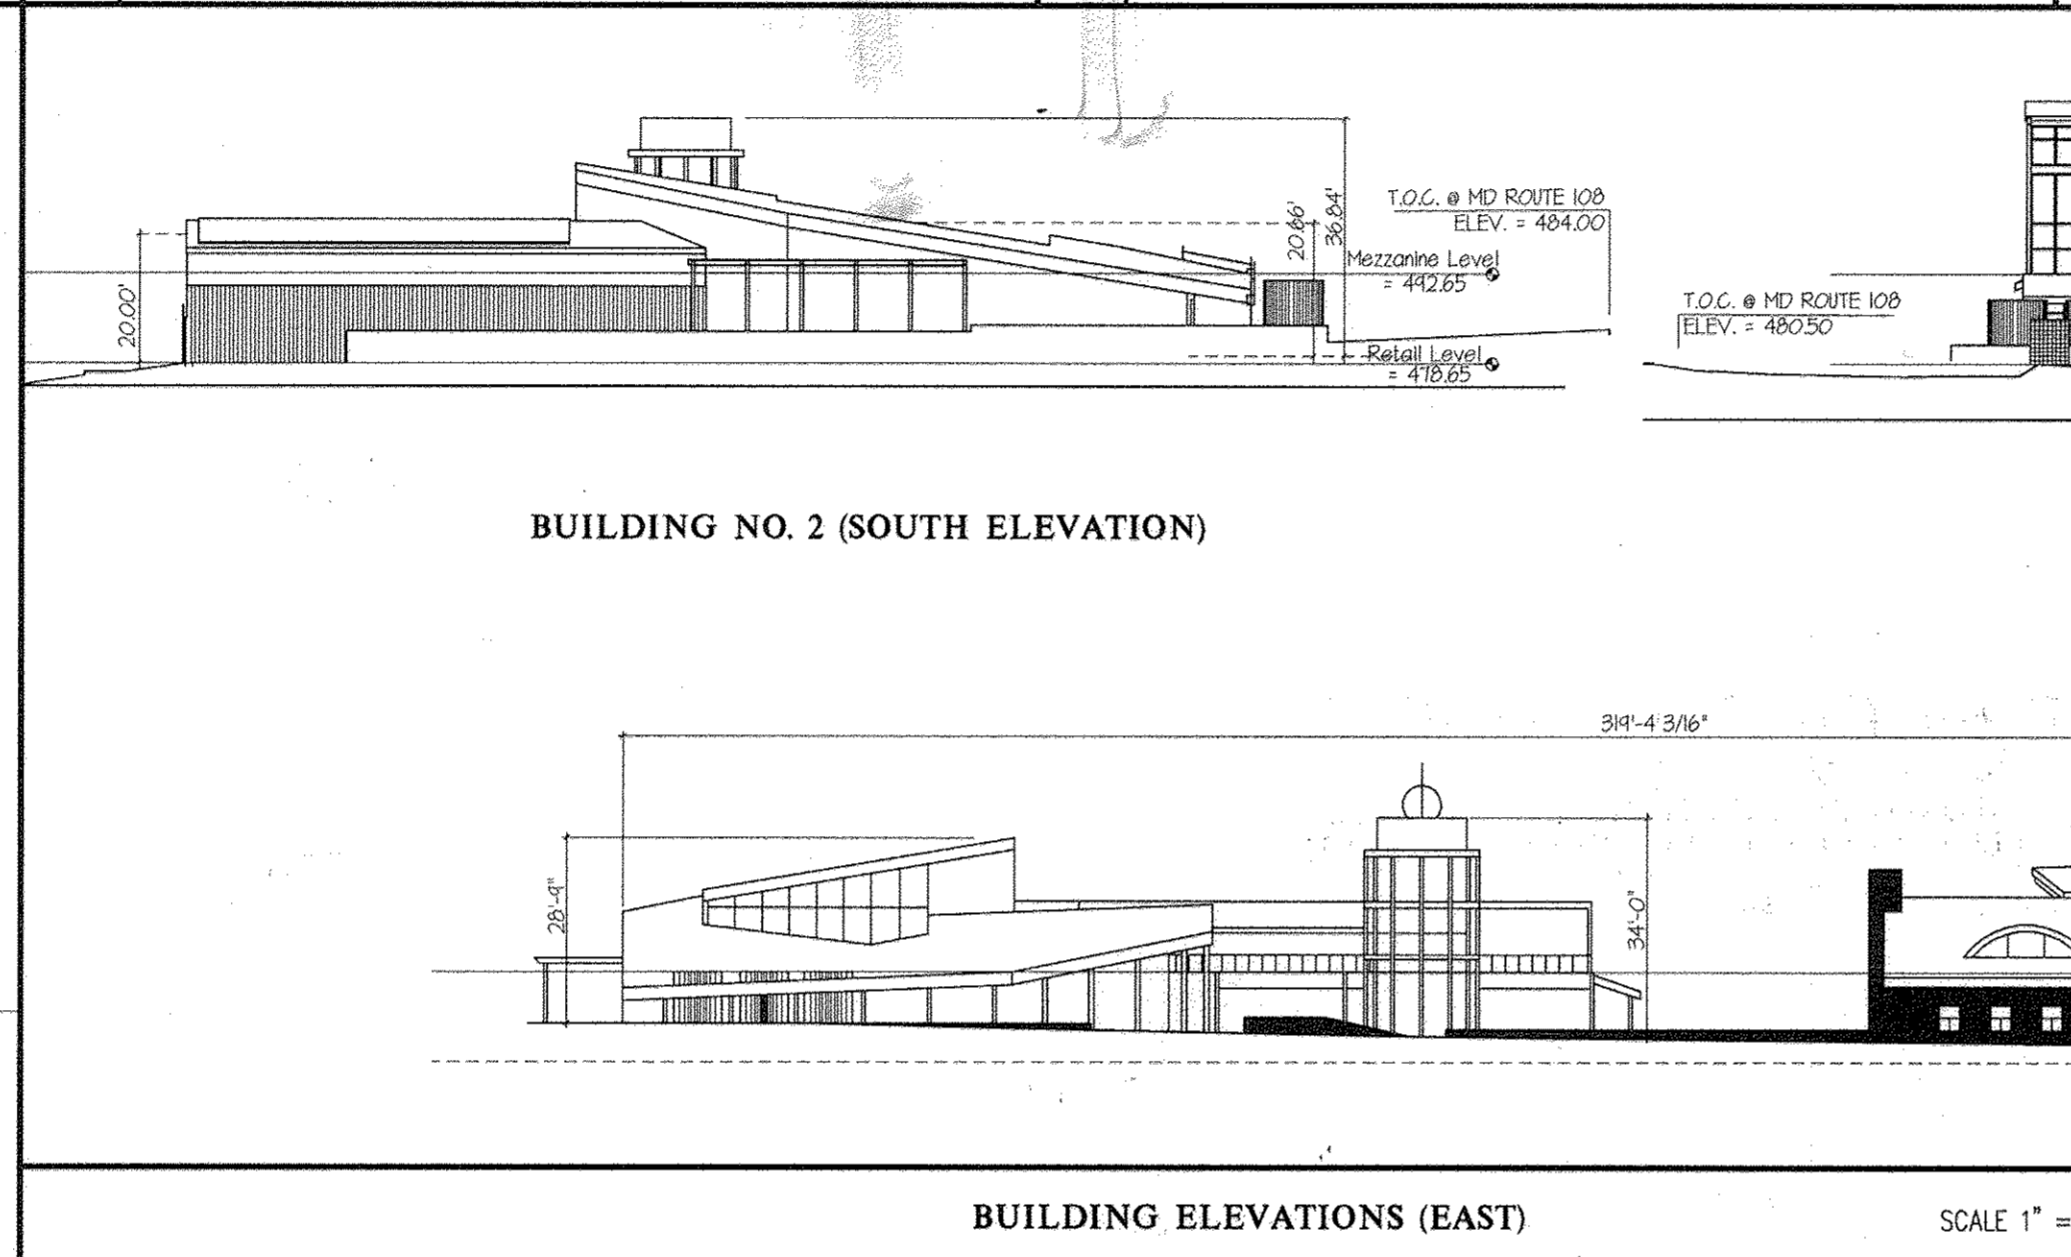 T.O.C. @ MD ROUTE 108
ELEV. = 484.00
20.66'
36.84'
Mezzanine Level
= 492.65
20.00'
T.O.C. @ MD ROUTE 108
ELEV. = 480.50
Retail Level
= 478.65
BUILDING NO. 2 (SOUTH ELEVATION)
319'-4 3/16"
28'-9"
34'-0"
BUILDING ELEVATIONS (EAST)
SCALE 1" =